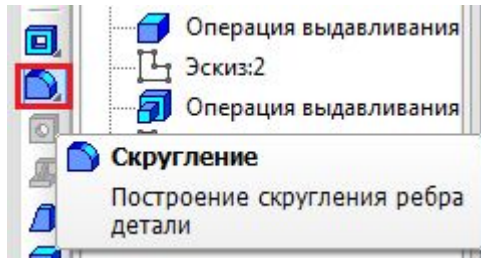 Операция выдавливания
Эскиз:2
Операция выдавливания
Скругление
Построение скругления ребра
детали